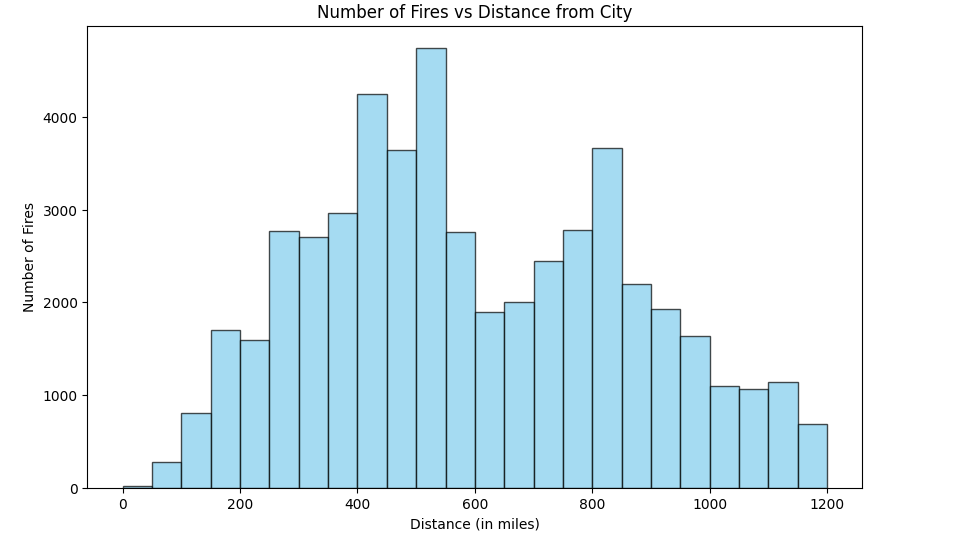 Number of Fires vs Distance from City
Number of Fires
4000
3000
2000
1000
0
0 200 400 600 800 1000 1200
Distance (in miles)